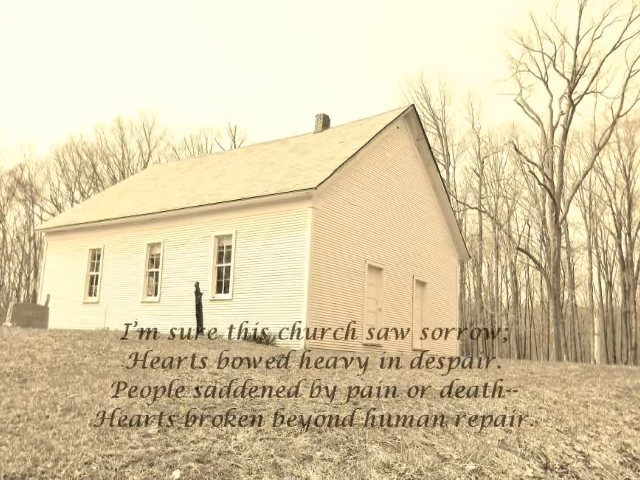 I'm sure this church saw sorrow;
Hearts bowed heavy in despair.
People saddened by pain or death--
Hearts broken beyond human repair.